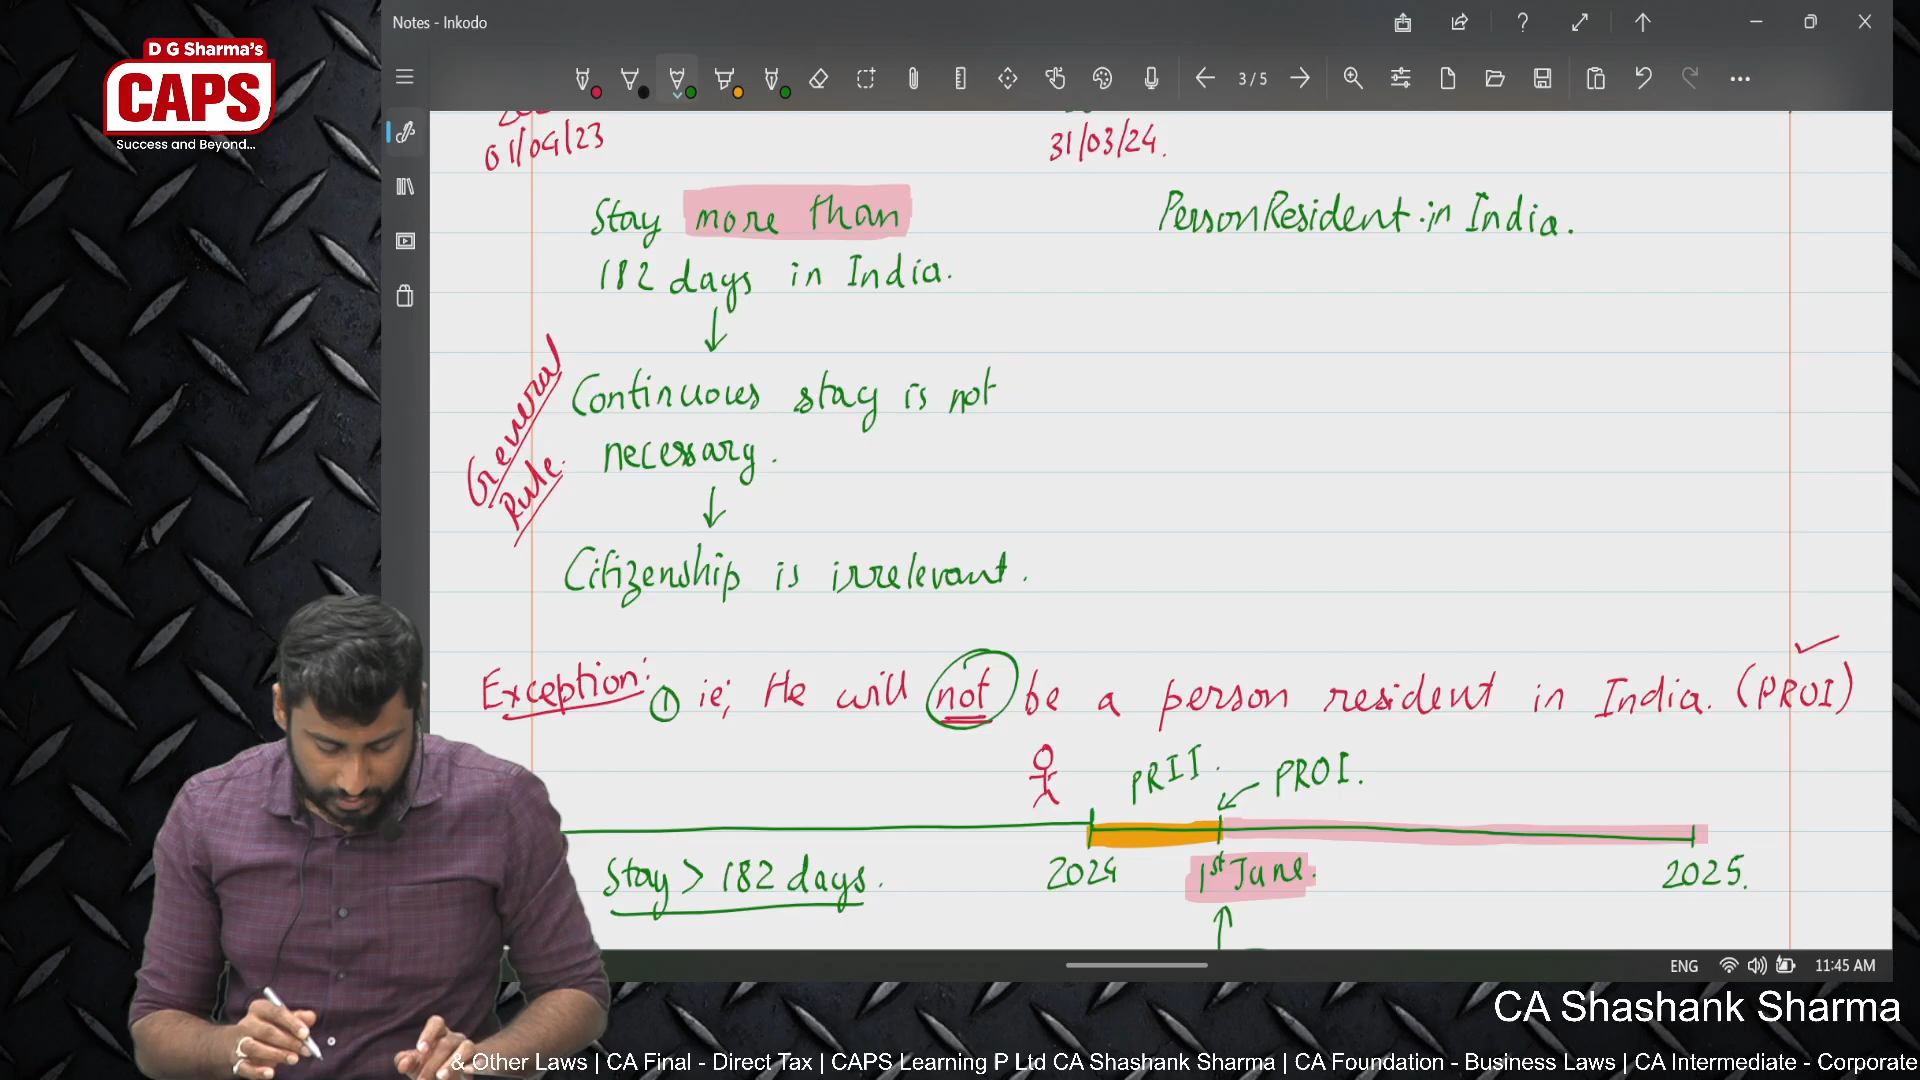 D G Sharma's
CAPS
Success and Beyond...
Notes - Inkodo
3/5
01/04/23
31/03/24.
Stay more than
182 days in India.
Person Resident in India.
General
Rule.
Continuous stay is not
necessary.
Citizenship is irrelevant.
Exception: ① ie; He will not be a person resident in India. (PROI)
PRII.
PROI.
Stay > 182 days.
2024
1st June.
2025.
ENG
11:45 AM
CA Shashank Sharma
& Other Laws | CA Final - Direct Tax | CAPS Learning P Ltd CA Shashank Sharma | CA Foundation - Business Laws | CA Intermediate - Corporate